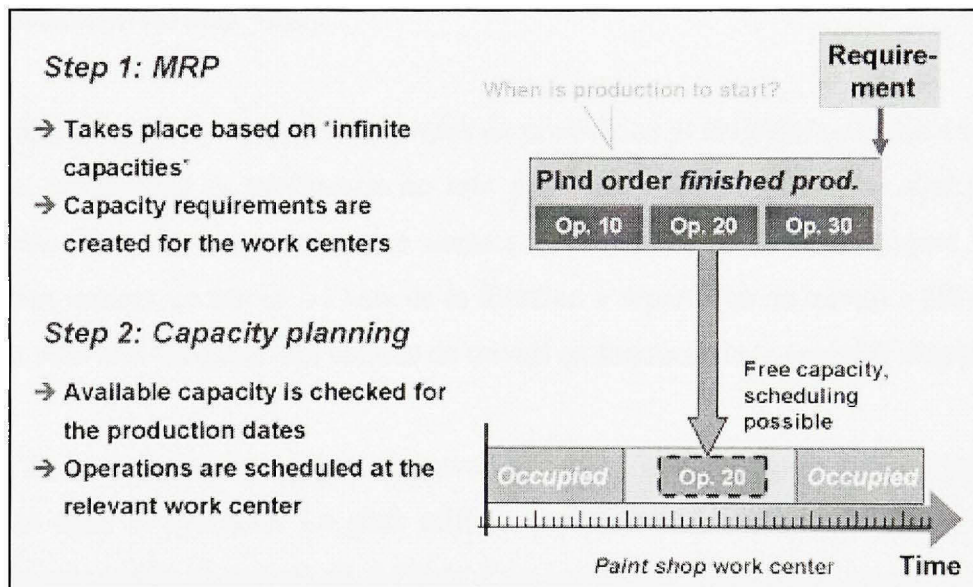 Step 1: MRP
→ Takes place based on "infinite
capacities"
→ Capacity requirements are
created for the work centers
Step 2: Capacity planning
→ Available capacity is checked for
the production dates
→ Operations are scheduled at the
relevant work center
When is production to start?
Require-
ment
Plnd order finished prod.
Op. 10 Op. 20 Op. 30
Free capacity,
scheduling
possible
Occupied Op. 20 Occupied
Paint shop work center Time